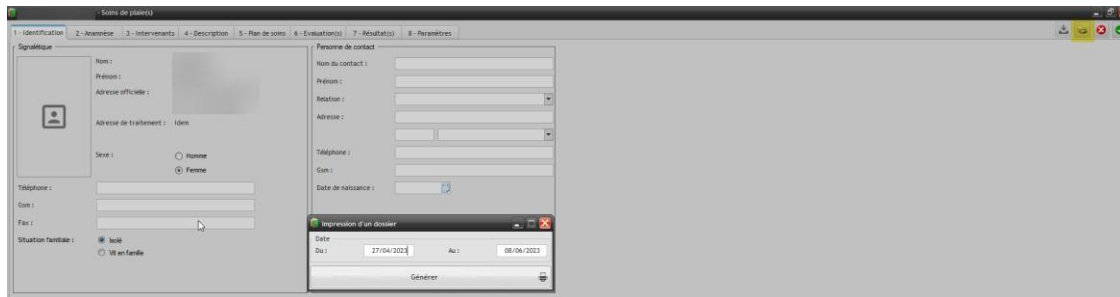 - Soins de plaie(s)
1 - Identification 2 - Anamnèse 3 - Intervenants 4 - Description 5 - Plan de soins 6 - Evaluation(s) 7 - Résultat(s) 8 - Paramètres
Signalétique
Nom :
Prénom :
Adresse officielle :
Adresse de traitement : Idem
Sexe :
Homme
Femme
Téléphone :
Gsm :
Fax :
Situation familiale :
Isolé
Vit en famille
Personne de contact
Nom du contact :
Prénom :
Relation :
Adresse :
Téléphone :
Gsm :
Date de naissance :
Impression d'un dossier
Date
Du : 27/04/2023 Au : 08/06/2023
Générer